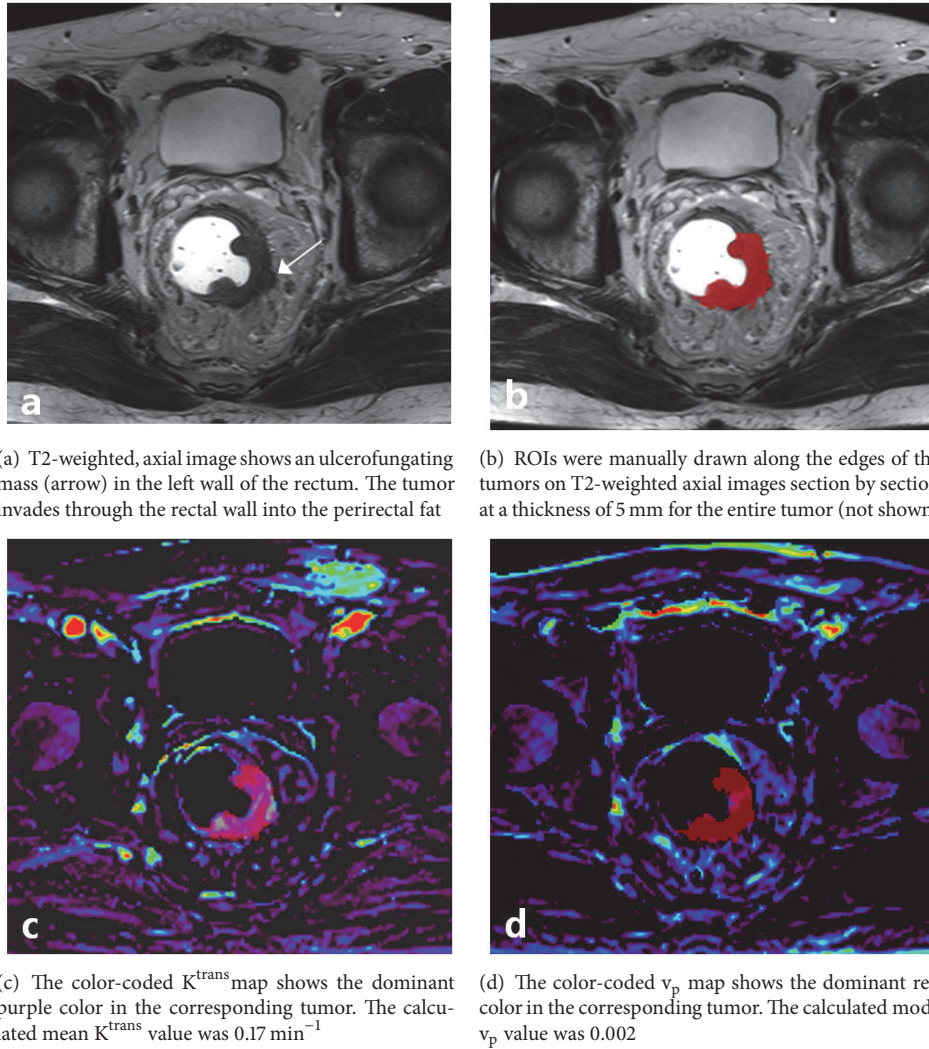 a
b
(a) T2-weighted, axial image shows an ulcerofungating
mass (arrow) in the left wall of the rectum. The tumor
invades through the rectal wall into the perirectal fat
(b) ROIs were manually drawn along the edges of th
tumors on T2-weighted axial images section by section
at a thickness of 5 mm for the entire tumor (not shown
c
d
(c) The color-coded K^trans map shows the dominant
purple color in the corresponding tumor. The calcu-
lated mean K^trans value was 0.17 min⁻¹
(d) The color-coded v_p map shows the dominant re
color in the corresponding tumor. The calculated mod
v_p value was 0.002